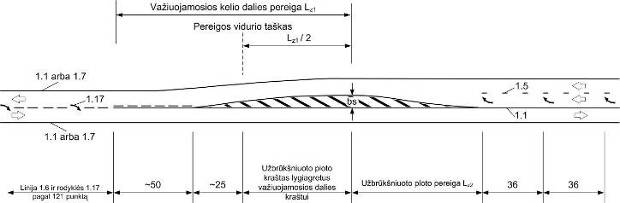 Važiuojamosios kelio dalies pereiga Lz1
Pereigos vidurio taškas
Lz1 / 2
1.1 arba 1.7
1.17
bs
1.5
1.1
1.1 arba 1.7
Linija 1.6 ir rodyklės 1.17
pagal 121 punktą
~50
~25
Užbrūkšniuoto ploto
kraštas lygiagretus
važiuojamosios dalies
kraštui
Užbrūkšniuoto ploto pereiga Lz2
36
36